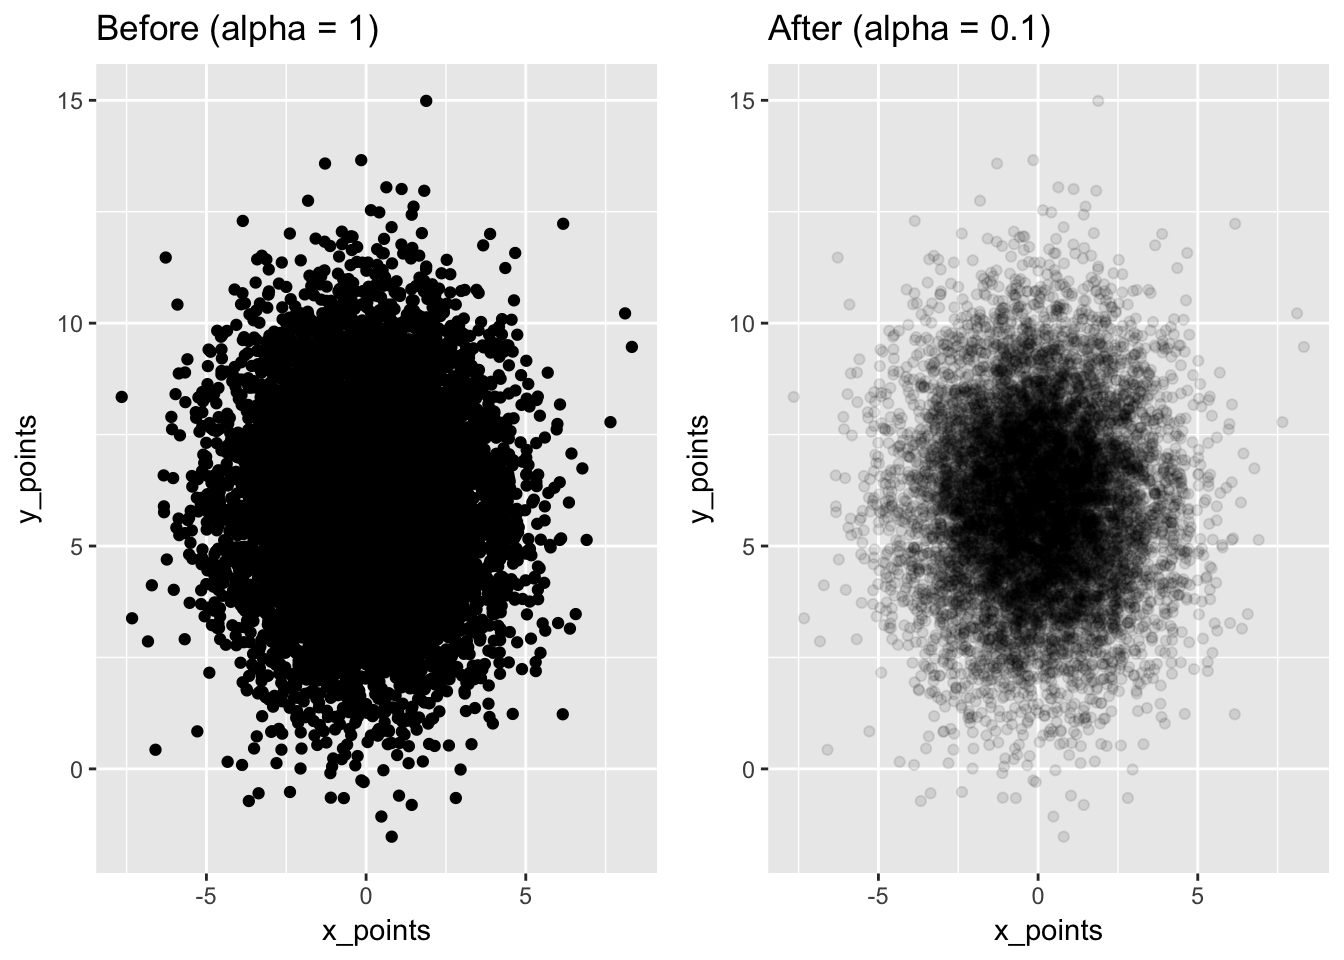 Before (alpha = 1)
15
10
5
0
y_points
-5
0
5
x_points
After (alpha = 0.1)
15
10
5
0
y_points
-5
0
5
x_points